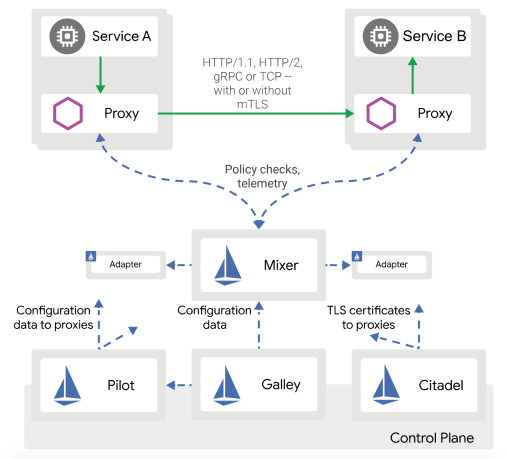 Service A
Service B
HTTP/1.1, HTTP/2,
gRPC or TCP --
with or without
mTLS
Proxy
Proxy
Policy checks,
telemetry
Adapter
Mixer
Adapter
Configuration
data to proxies
Configuration
data
TLS certificates
to proxies
Pilot
Galley
Citadel
Control Plane